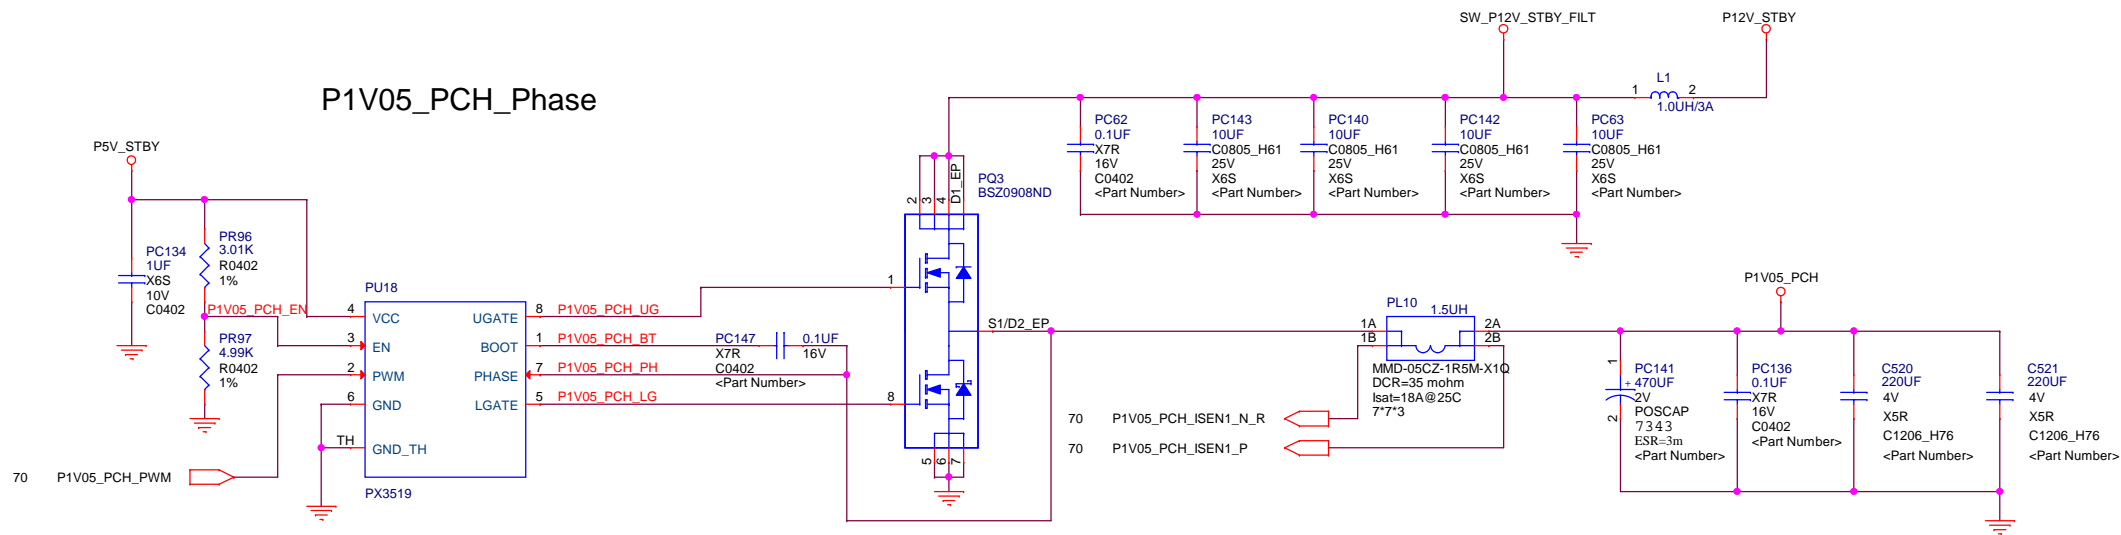 SW_P12V_STBY_FILT
P12V_STBY
P1V05_PCH_Phase
L1
1 2
1.0UH/3A
P5V_STBY
PC62
0.1UF
X7R
16V
C0402
<Part Number>
PC143
10UF
C0805_H61
25V
X6S
<Part Number>
PC140
10UF
C0805_H61
25V
X6S
<Part Number>
PC142
10UF
C0805_H61
25V
X6S
<Part Number>
PC63
10UF
C0805_H61
25V
X6S
<Part Number>
2 3 4 D1_EP
PQ3
BSZ0908ND
PC134
1UF
X6S
10V
C0402
PR96
3.01K
R0402
1%
P1V05_PCH_EN
PR97
4.99K
R0402
1%
PU18
4 VCC
3 EN
2 PWM
6 GND
TH GND_TH
UGATE 8 P1V05_PCH_UG
BOOT 1 P1V05_PCH_BT
PHASE 7 P1V05_PCH_PH
LGATE 5 P1V05_PCH_LG
PX3519
PC147
X7R
C0402
<Part Number>
0.1UF
16V
1
8
S1/D2_EP
5 6 7
PL10
1.5UH
1A 2A
1B 2B
MMD-05CZ-1R5M-X1Q
DCR=35 mohm
Isat=18A@25C
7*7*3
70 P1V05_PCH_ISEN1_N_R
70 P1V05_PCH_ISEN1_P
70 P1V05_PCH_PWM
P1V05_PCH
1
2
+
PC141
470UF
2V
POSCAP
7343
ESR=3m
<Part Number>
PC136
0.1UF
X7R
16V
C0402
<Part Number>
C520
220UF
4V
X5R
C1206_H76
<Part Number>
C521
220UF
4V
X5R
C1206_H76
<Part Number>